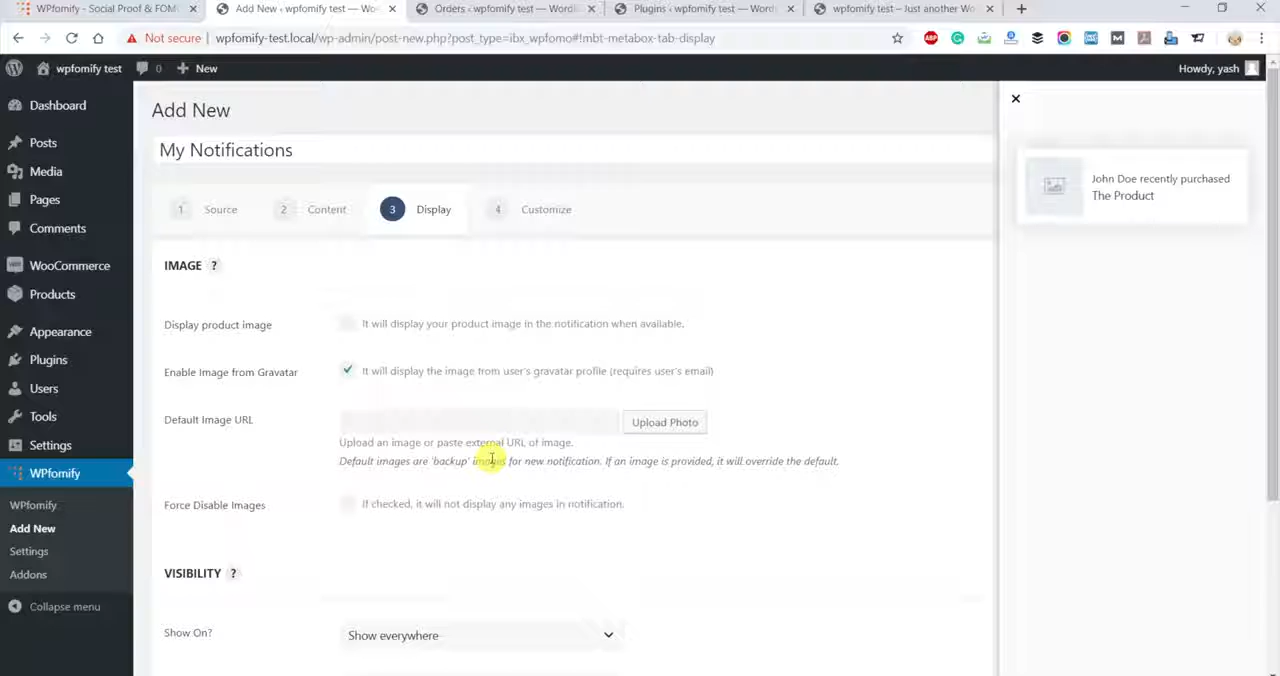 WPfomify - Social Proof & FOM
Add New ‹ wpfomify test — Wo
Orders ‹ wpfomify test — Word
Plugins ‹ wpfomify test — Word
wpfomify test – Just another Wo
Not secure
wpfomify-test.local/wp-admin/post-new.php?post_type=ibx_wpfomo#!mbt-metabox-tab-display
wpfomify test
0
New
Howdy, yash
Dashboard
Posts
Media
Pages
Comments
WooCommerce
Products
Appearance
Plugins
Users
Tools
Settings
WPfomify
WPfomify
Add New
Settings
Addons
Collapse menu
Add New
My Notifications
1 Source
2 Content
3 Display
4 Customize
IMAGE ?
Display product image
It will display your product image in the notification when available.
Enable Image from Gravatar
It will display the image from user's gravatar profile (requires user's email)
Default Image URL
Upload Photo
Upload an image or paste external URL of image.
Default images are 'backup' images for new notification. If an image is provided, it will override the default.
Force Disable Images
If checked, it will not display any images in notification.
VISIBILITY ?
Show On?
Show everywhere
John Doe recently purchased
The Product